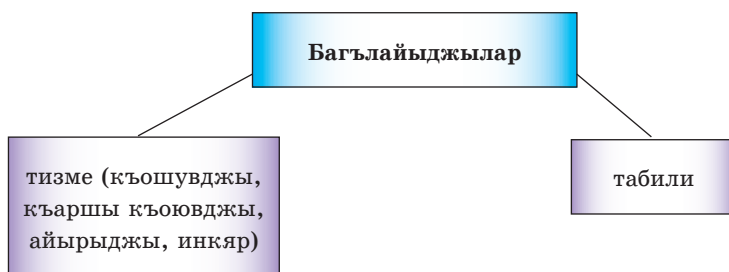 Багълайыджылар
тизме (къошувджы,
къаршы къоювджы,
айырыджы, инкяр)
табили